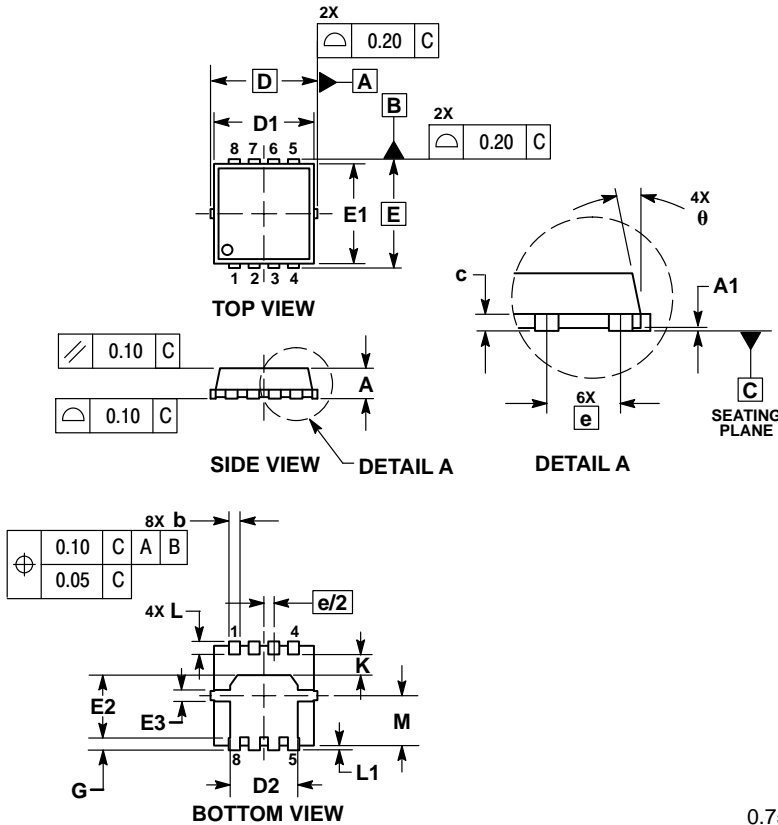 2X
0.20 C
D A
B
2X
D1
0.20 C
8 7 6 5
E1 E
4X
θ
c
A1
1 2 3 4
TOP VIEW
0.10 C
A
C
6X
e
SEATING
PLANE
0.10 C
SIDE VIEW DETAIL A DETAIL A
8X b
0.10 C A B
0.05 C
e/2
4X L
1 4
K
E2
M
E3
8 5
G D2 L1
BOTTOM VIEW